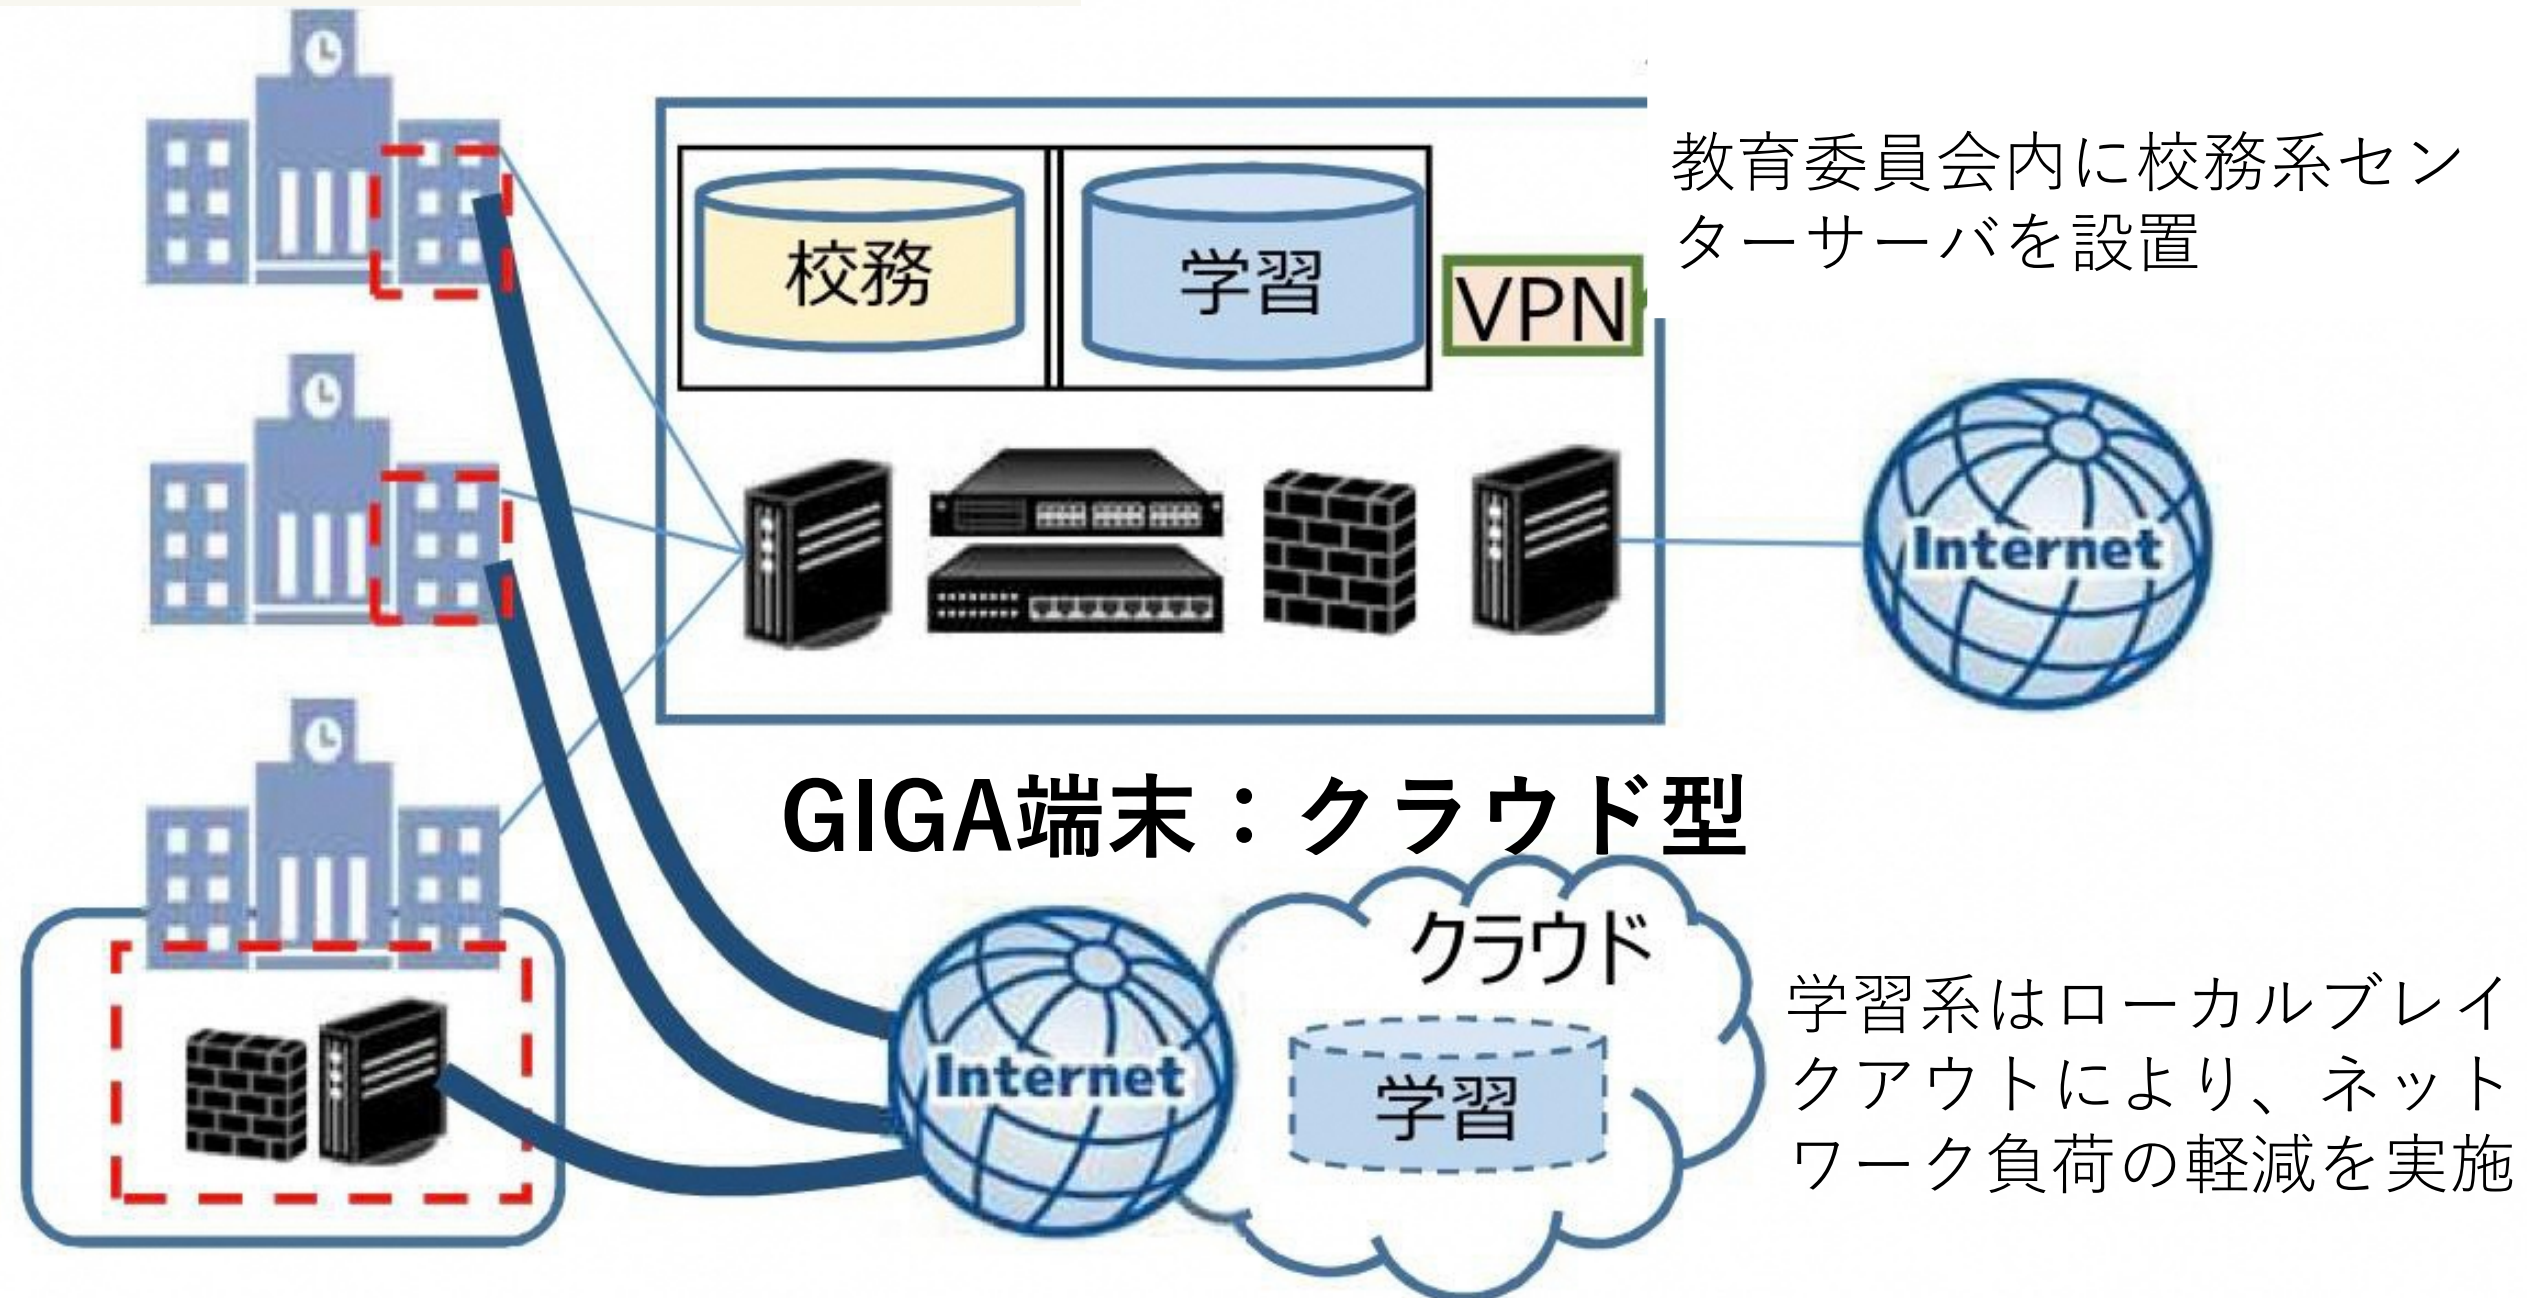 校務
学習
VPN
教育委員会内に校務系セン
ターサーバを設置
Internet
GIGA端末：クラウド型
Internet
クラウド
学習
学習系はローカルブレイ
クアウトにより、ネット
ワーク負荷の軽減を実施